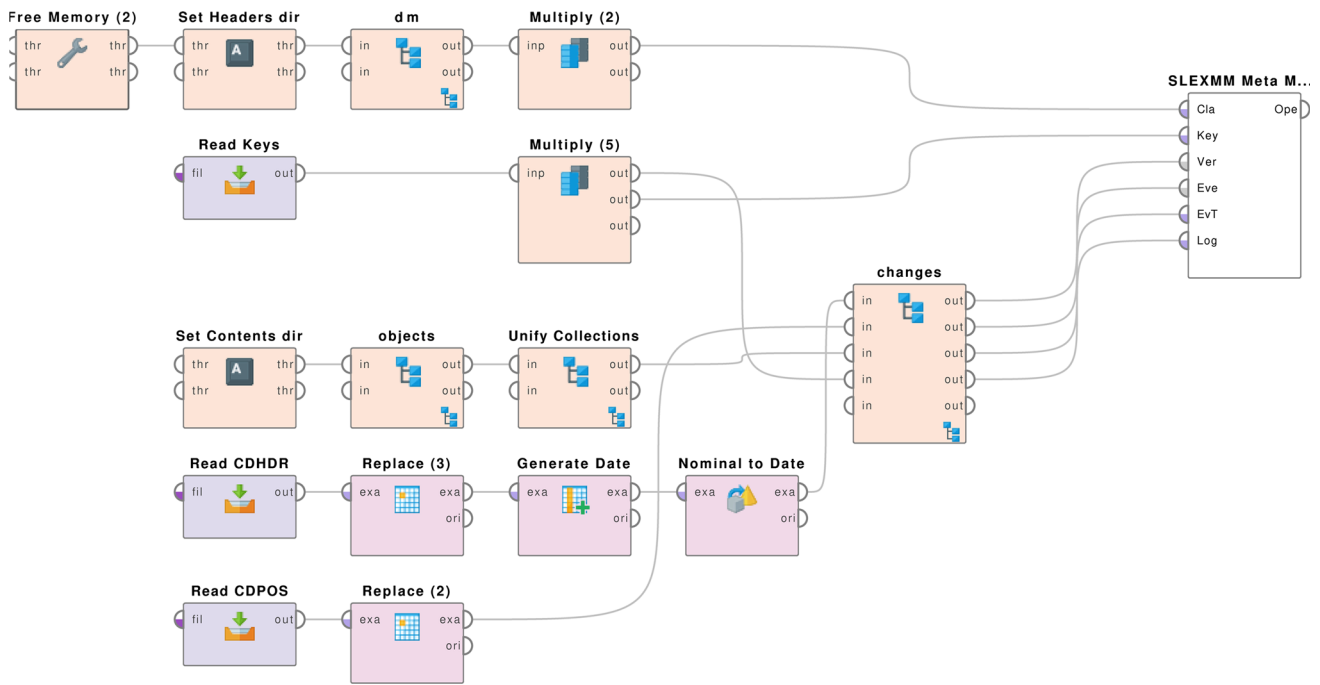 Free Memory (2)
Set Headers dir
dm
Multiply (2)
thr thr
thr thr
thr thr
thr thr
A
in out
in out
inp out
out
SLEXMM Meta M...
Cla Ope
Key
Ver
Eve
EvT
Log
Read Keys
Multiply (5)
fil out
inp out
out
out
changes
in out
in out
in out
in out
in out
Set Contents dir
objects
Unify Collections
thr thr
thr thr
A
in out
in out
in out
in out
Read CDHDR
Replace (3)
Generate Date
Nominal to Date
fil out
exa exa
ori
exa exa
ori
exa exa
ori
Read CDPOS
Replace (2)
fil out
exa exa
ori